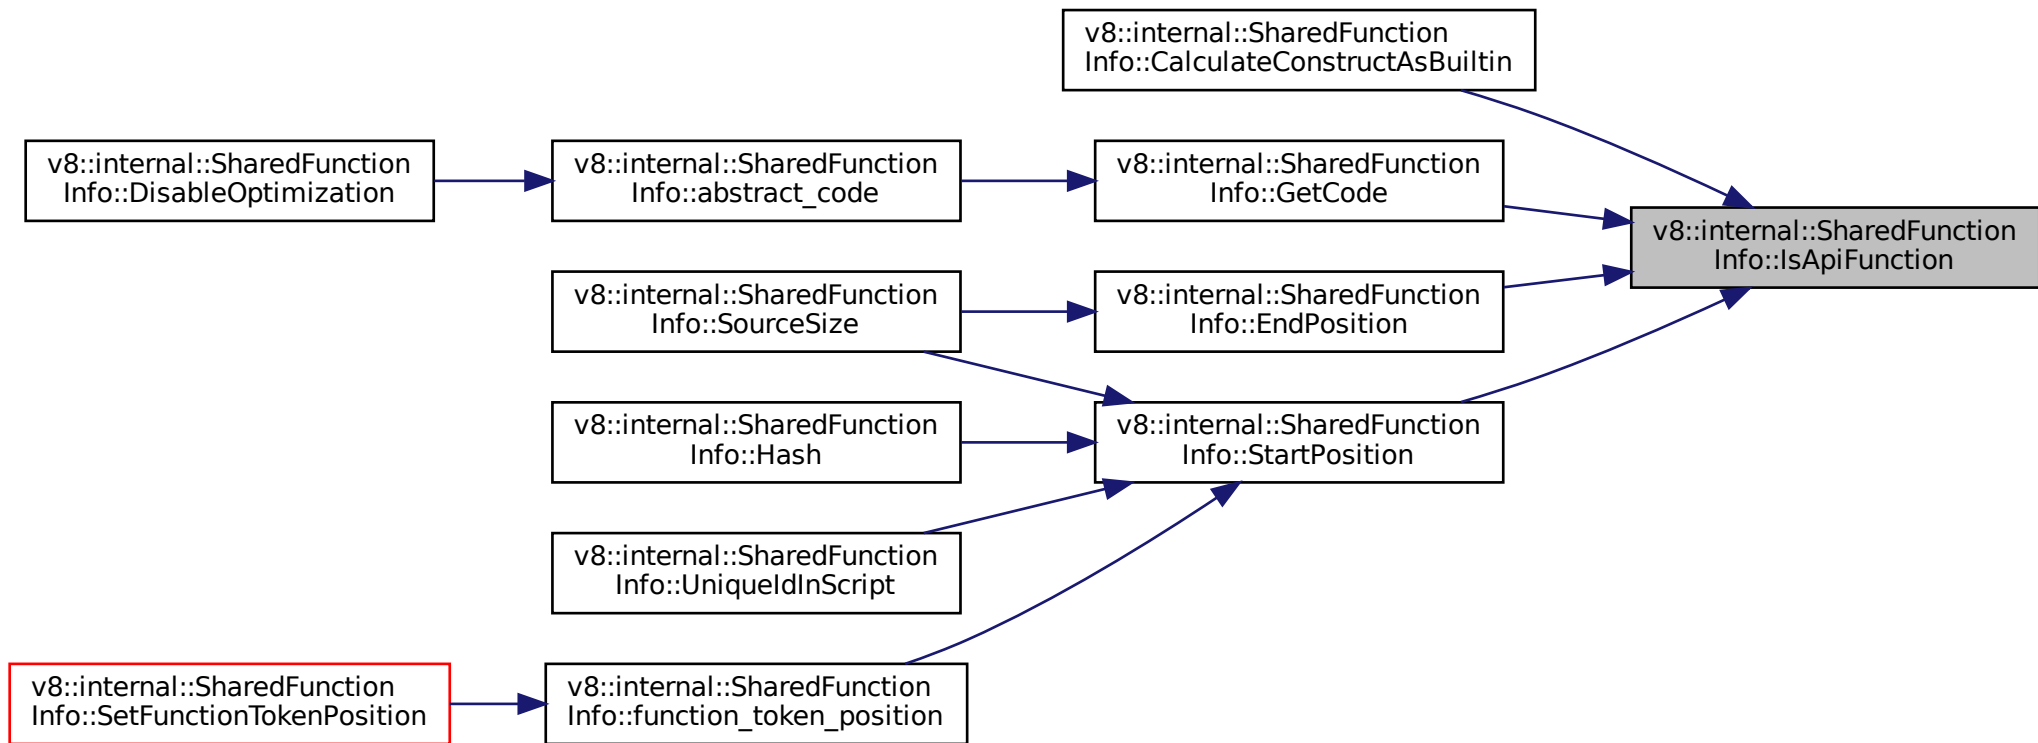 v8::internal::SharedFunction
Info::CalculateConstructAsBuiltin
v8::internal::SharedFunction
Info::DisableOptimization
v8::internal::SharedFunction
Info::abstract_code
v8::internal::SharedFunction
Info::GetCode
v8::internal::SharedFunction
Info::IsApiFunction
v8::internal::SharedFunction
Info::SourceSize
v8::internal::SharedFunction
Info::EndPosition
v8::internal::SharedFunction
Info::Hash
v8::internal::SharedFunction
Info::StartPosition
v8::internal::SharedFunction
Info::UniqueIdInScript
v8::internal::SharedFunction
Info::SetFunctionTokenPosition
v8::internal::SharedFunction
Info::function_token_position